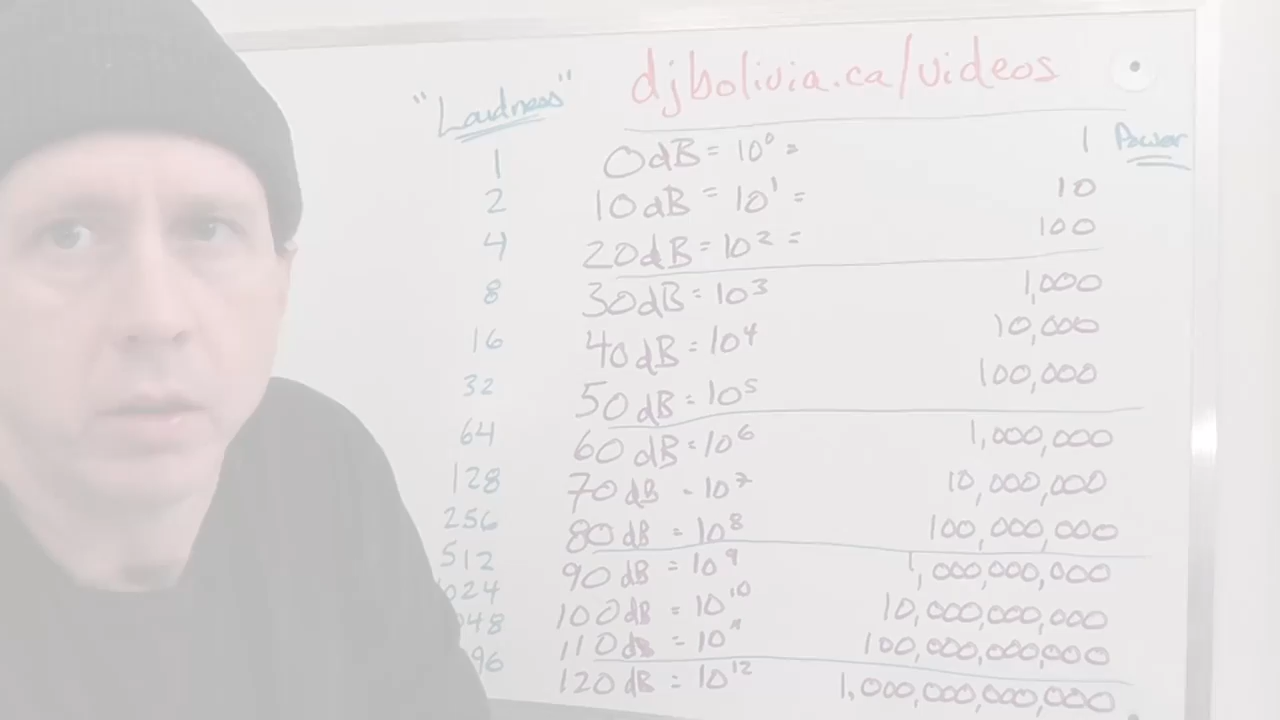 djbolivia.ca/videos
"Loudness"
Power
1 0dB = 10⁰ = 1
2 10dB = 10¹ = 10
4 20dB = 10² = 100
8 30dB = 10³ 1,000
16 40dB = 10⁴ 10,000
32 50dB = 10⁵ 100,000
64 60dB = 10⁶ 1,000,000
128 70dB = 10⁷ 10,000,000
256 80dB = 10⁸ 100,000,000
512 90dB = 10⁹ 1,000,000,000
024 100dB = 10¹⁰ 10,000,000,000
48 110dB = 10¹¹ 100,000,000,000
96 120dB = 10¹² 1,000,000,000,000